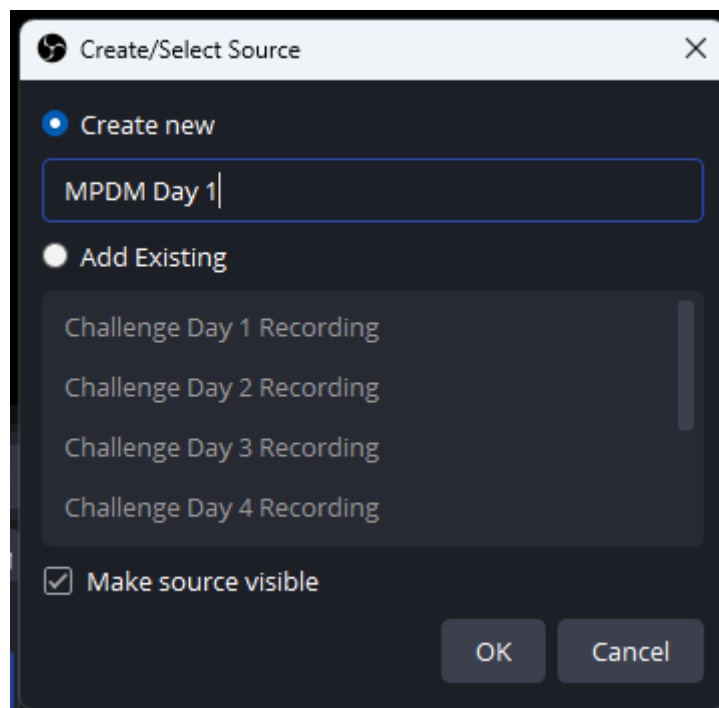 Create/Select Source
Create new
MPDM Day 1
Add Existing
Challenge Day 1 Recording
Challenge Day 2 Recording
Challenge Day 3 Recording
Challenge Day 4 Recording
Make source visible
OK Cancel